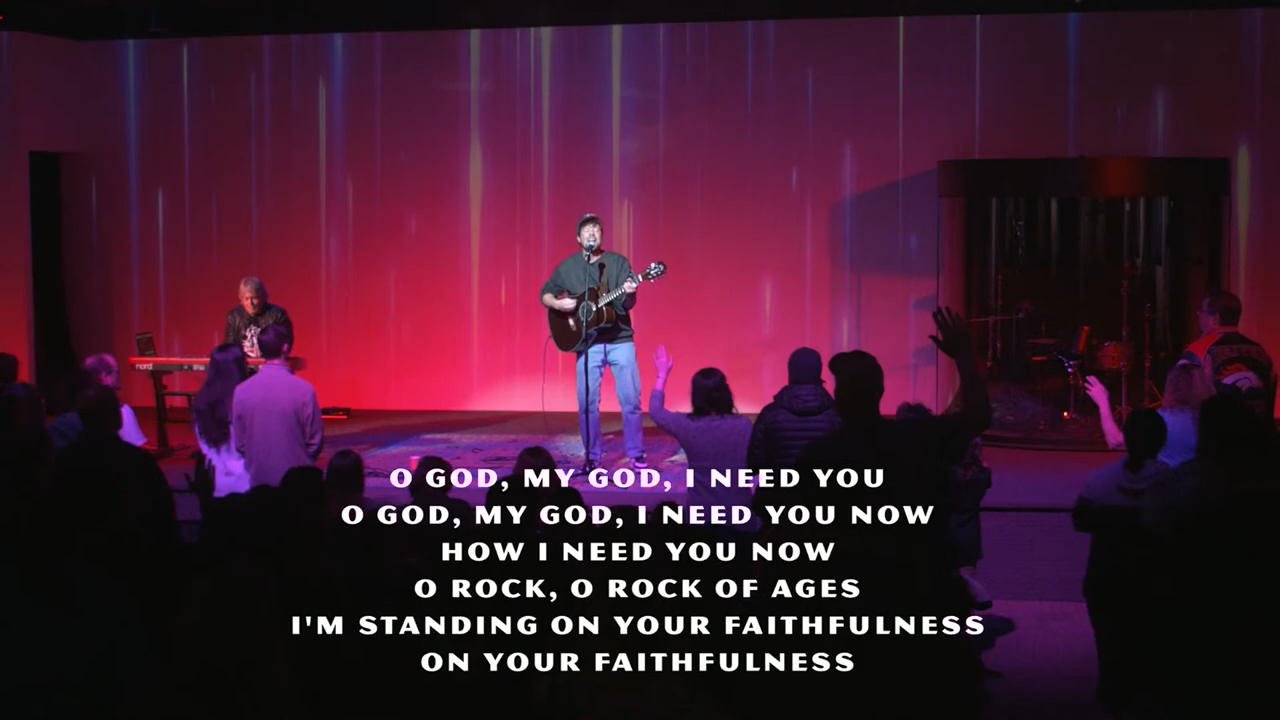 nord
O GOD, MY GOD, I NEED YOU
O GOD, MY GOD, I NEED YOU NOW
HOW I NEED YOU NOW
O ROCK, O ROCK OF AGES
I'M STANDING ON YOUR FAITHFULNESS
ON YOUR FAITHFULNESS